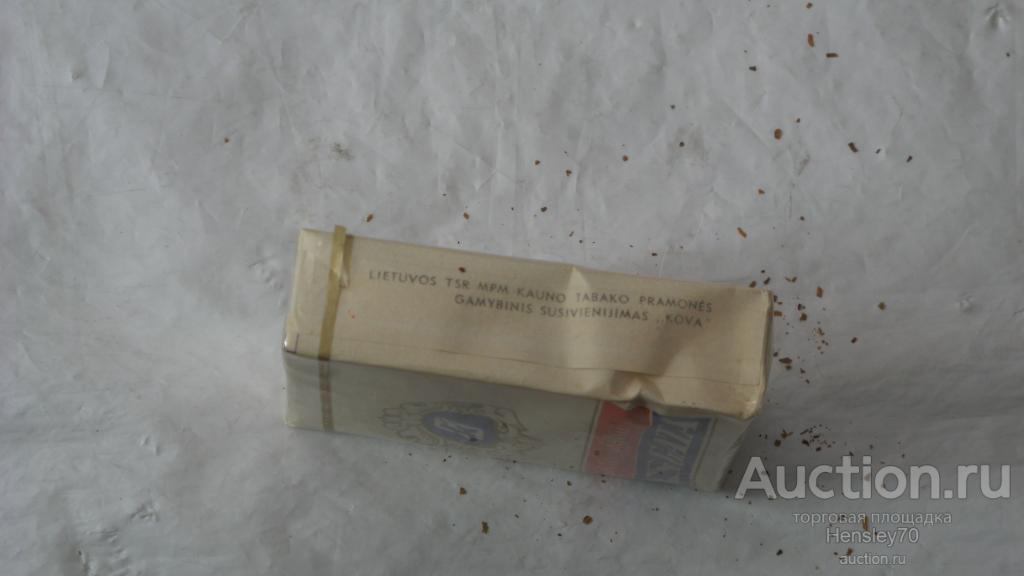 LIETUVOS TSR MPM KAUNO TABAKO PRAMONĖS
GAMYBINIS SUSIVIENIJIMAS „KOVA"
Auction.ru
торговая площадка
Hensley70
auction.ru